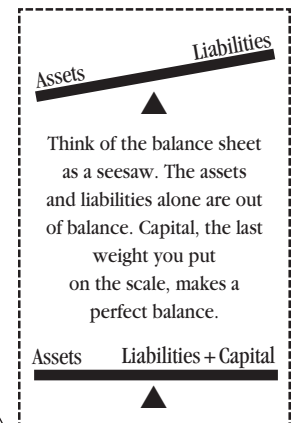 Assets Liabilities
Think of the balance sheet
as a seesaw. The assets
and liabilities alone are out
of balance. Capital, the last
weight you put
on the scale, makes a
perfect balance.
Assets Liabilities + Capital